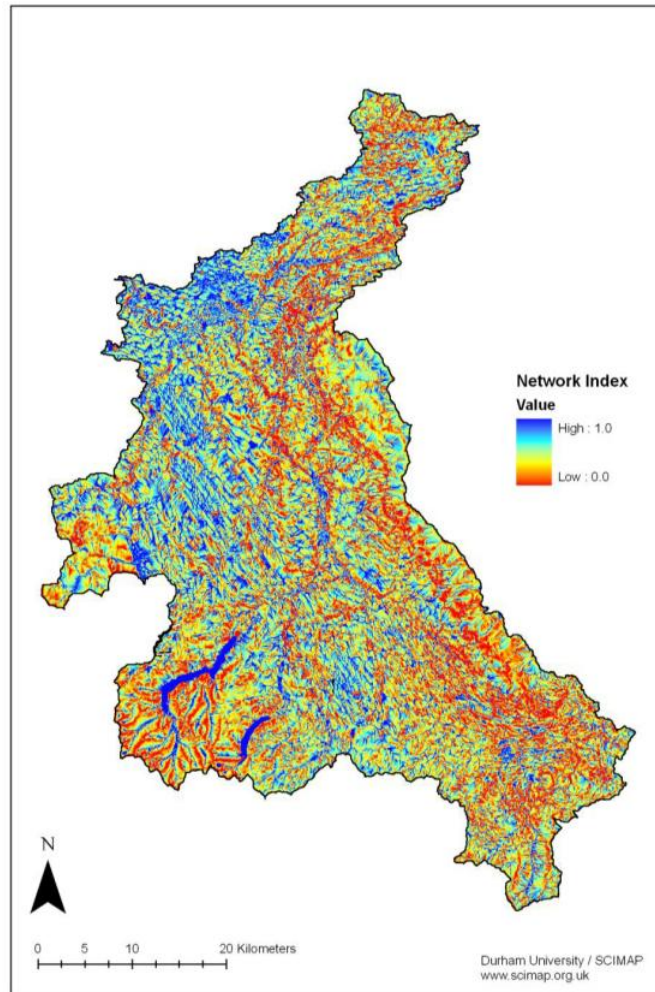 Network Index
Value
High : 1.0
Low : 0.0
N
0 5 10 20 Kilometers
Durham University / SCIMAP
www.scimap.org.uk